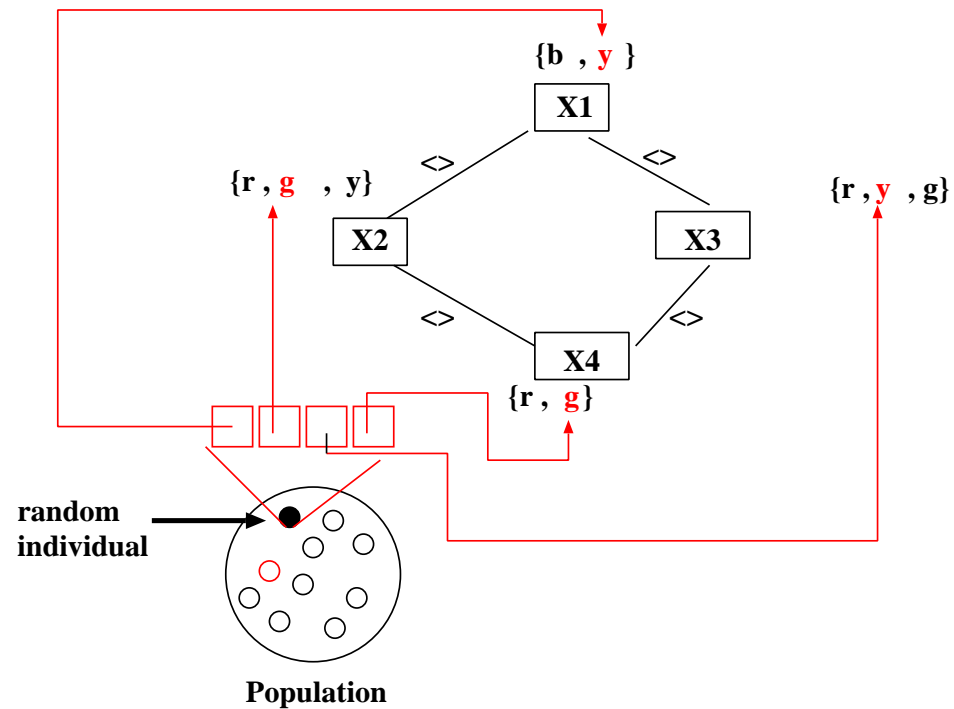 {b , y }
X1
<>
<>
{r , g , y}
{r , y , g}
X2
X3
<>
<>
X4
{r , g}
random
individual
Population